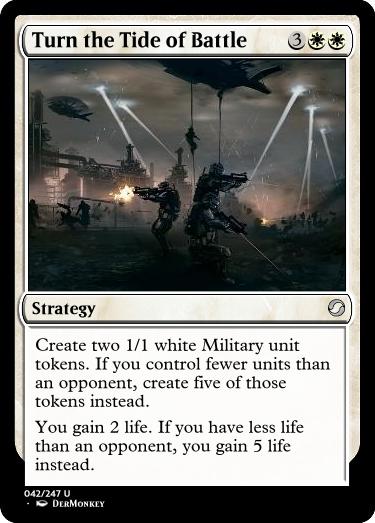 Turn the Tide of Battle 3
Strategy
Create two 1/1 white Military unit
tokens. If you control fewer units than
an opponent, create five of those
tokens instead.
You gain 2 life. If you have less life
than an opponent, you gain 5 life
instead.
042/247 U
· DerMonkey